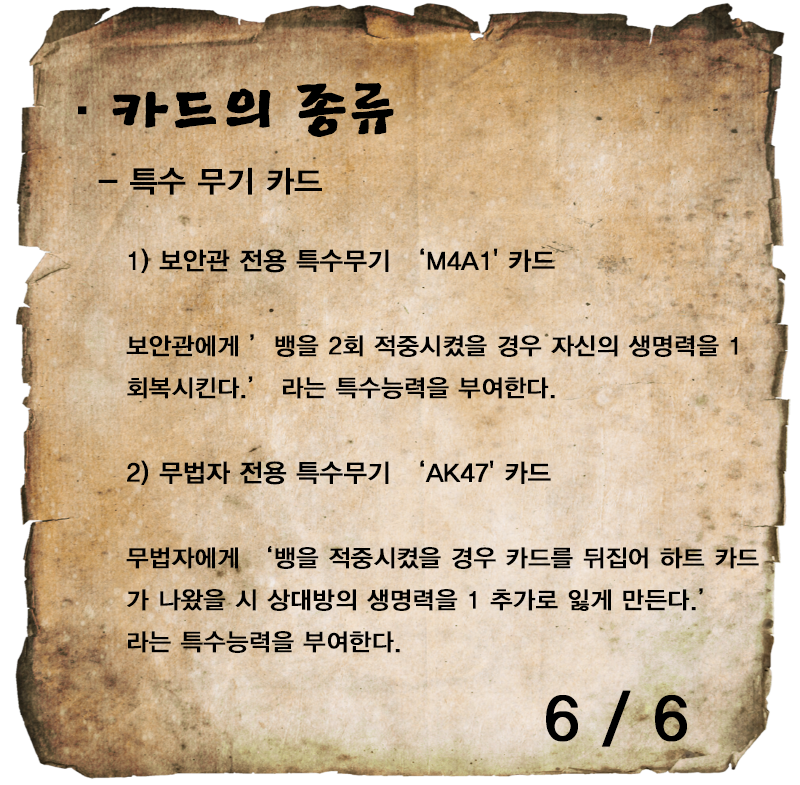 · 카드의 종류
- 특수 무기 카드
1) 보안관 전용 특수무기 ‘M4A1' 카드
보안관에게 ’뱅을 2회 적중시켰을 경우 자신의 생명력을 1
회복시킨다.’ 라는 특수능력을 부여한다.
2) 무법자 전용 특수무기 ‘AK47' 카드
무법자에게 ‘뱅을 적중시켰을 경우 카드를 뒤집어 하트 카드
가 나왔을 시 상대방의 생명력을 1 추가로 잃게 만든다.’
라는 특수능력을 부여한다.
6 / 6